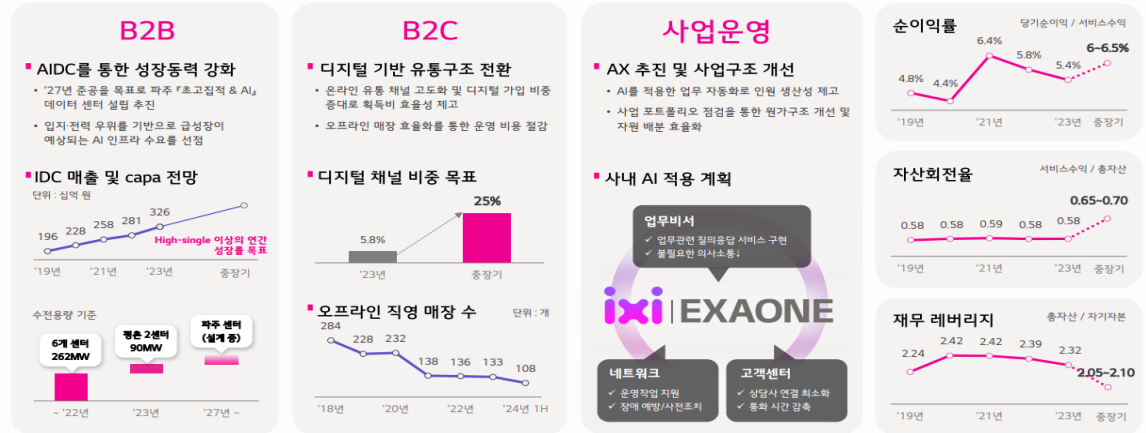 B2B
AIDC를 통한 성장동력 강화
• ’27년 준공을 목표로 파주 『초고집적 & AI』
데이터 센터 설립 추진
• 입지·전력 우위를 기반으로 급성장이
예상되는 AI 인프라 수요를 선점
IDC 매출 및 capa 전망
단위 : 십억 원
196 228 258 281 326
High-single 이상의 연간
성장률 목표
’19년 ’21년 ’23년 중장기
수전용량 기준
6개 센터
262MW
평촌 2센터
90MW
파주 센터
(설계 중)
~ ’22년 ’23년 ’27년 ~
B2C
디지털 기반 유통구조 전환
• 온라인 유통 채널 고도화 및 디지털 가입 비중
증대로 획득비 효율성 제고
• 오프라인 매장 효율화를 통한 운영 비용 절감
디지털 채널 비중 목표
5.8% 25%
’23년 중장기
오프라인 직영 매장 수
단위 : 개
284 228 232 138 136 133 108
’18년 ’20년 ’22년 ’24년 1H
사업운영
AX 추진 및 사업구조 개선
• AI를 적용한 업무 자동화로 인원 생산성 제고
• 사업 포트폴리오 점검을 통한 원가구조 개선 및
자원 배분 효율화
사내 AI 적용 계획
업무비서
✓ 업무관련 질의응답 서비스 구현
✓ 불필요한 의사소통↓
ixi | EXAONE
네트워크
✓ 운영작업 지원
✓ 장애 예방/사전조치
고객센터
✓ 상담사 연결 최소화
✓ 통화 시간 감축
순이익률
당기순이익 / 서비스수익
4.8% 4.4% 6.4% 5.8% 5.4% 6~6.5%
’19년 ’21년 ’23년 중장기
자산회전율
서비스수익 / 총자산
0.58 0.58 0.59 0.58 0.58 0.65~0.70
’19년 ’21년 ’23년 중장기
재무 레버리지
총자산 / 자기자본
2.24 2.42 2.42 2.39 2.32 2.05~2.10
’19년 ’21년 ’23년 중장기